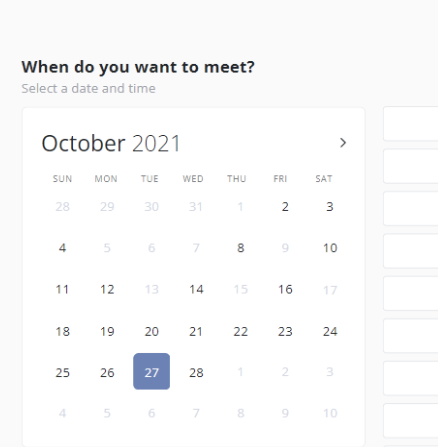 When do you want to meet?
Select a date and time
October 2021
SUN MON TUE WED THU FRI SAT
28 29 30 31 1 2 3
4 5 6 7 8 9 10
11 12 13 14 15 16 17
18 19 20 21 22 23 24
25 26 27 28 1 2 3
4 5 6 7 8 9 10